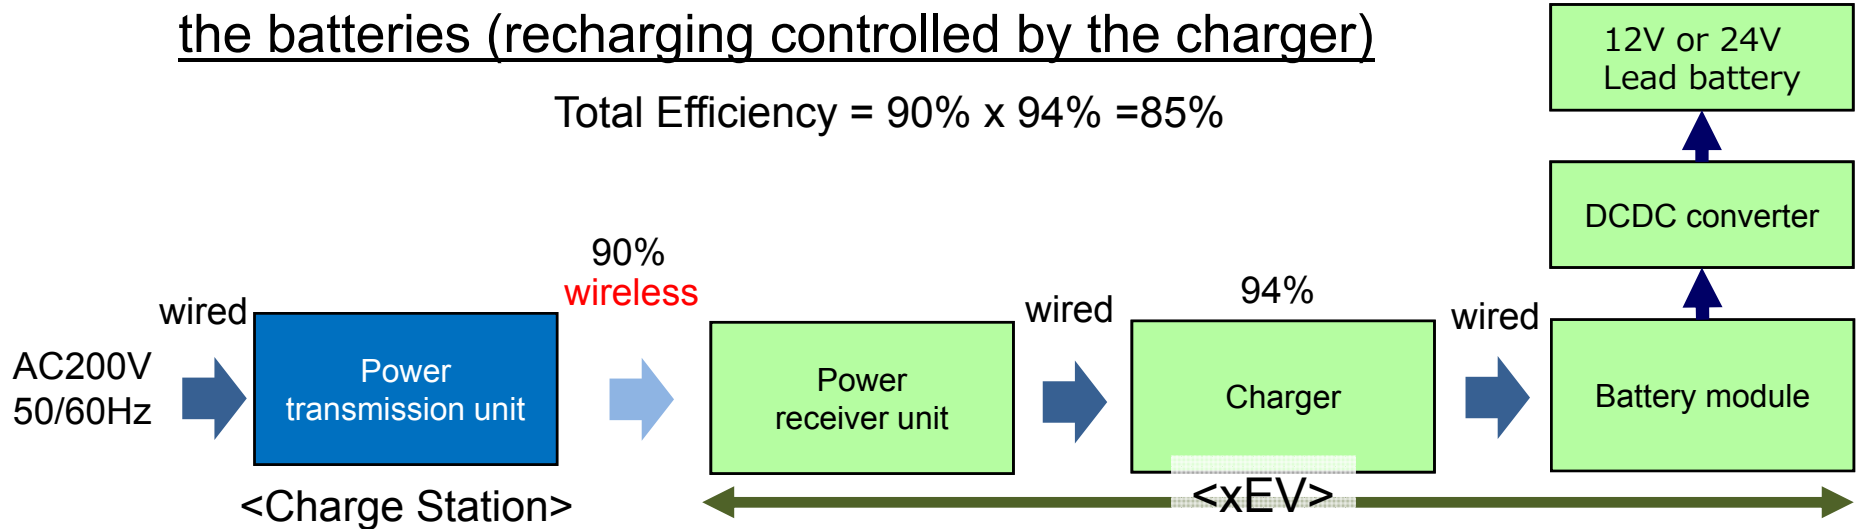 the batteries (recharging controlled by the charger)
Total Efficiency = 90% x 94% =85%
12V or 24V
Lead battery
DCDC converter
90%
wireless
94%
wired
wired
wired
AC200V
50/60Hz
Power
transmission unit
Power
receiver unit
Charger
Battery module
<Charge Station>
<xEV>